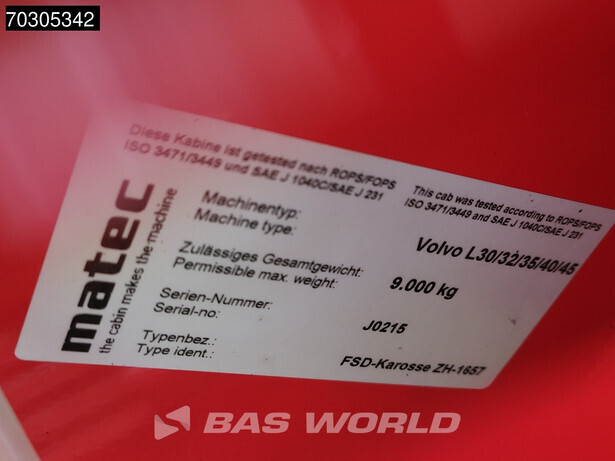 70305342
matec
the cabin makes the machine
Diese Kabine ist getested nach ROPS/FOPS
ISO 3471/3449 und SAE J 1040C/SAE J 231
This cab was tested according to ROPS/FOPS
ISO 3471/3449 and SAE J 1040C/SAE J 231
Machinentyp:
Machine type:
Volvo L30/32/35/40/45
Zulässiges Gesamtgewicht:
Permissible max. weight:
9.000 kg
Serien-Nummer:
Serial-no:
J0215
Typenbez.:
Type ident.:
FSD-Karosse ZH-1657
BAS WORLD